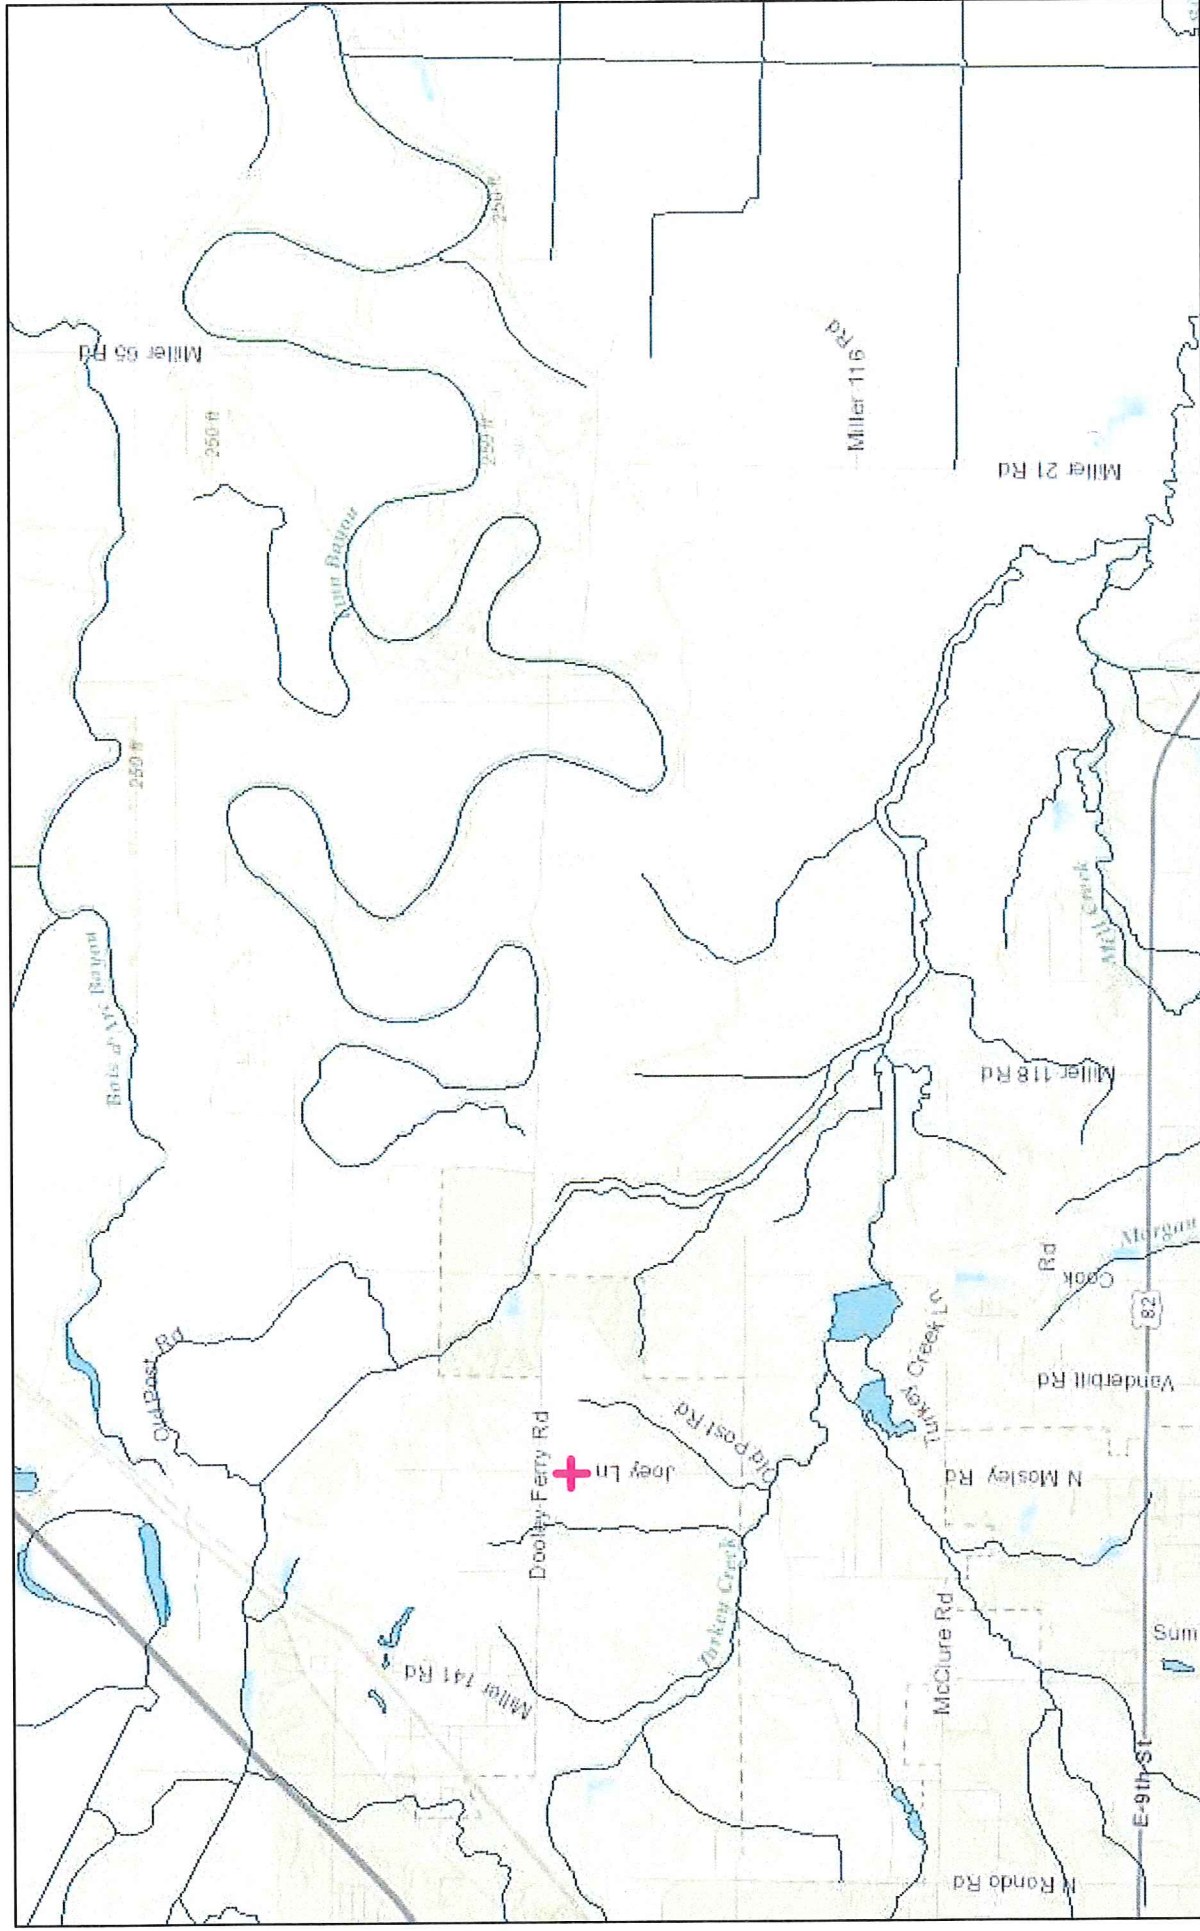 Miller 65 Rd
250 ft
250 ft
250 ft
250 ft
Miller 116 Rd
Miller 21 Rd
Bayou
Bois d'Arc Bayou
Mill Creek
Miller 118 Rd
Morgan
Cook Rd
82
Old Post Rd
Turkey Creek Ln
Vanderbilt Rd
Dooley Ferry Rd
Joey Ln
Old Post Rd
N Mosley Rd
Turkey Creek
Miller 141 Rd
McClure Rd
Sum
E 9th St
N Rondo Rd